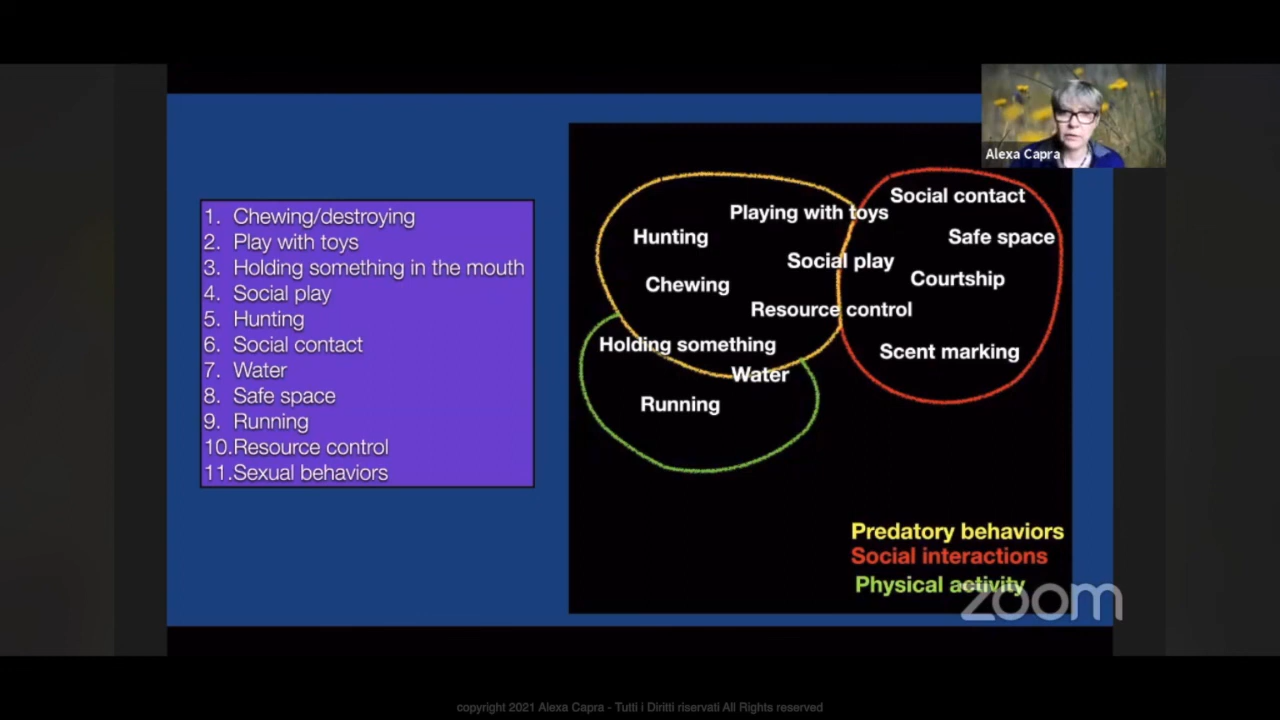 Alexa Capra
1. Chewing/destroying
2. Play with toys
3. Holding something in the mouth
4. Social play
5. Hunting
6. Social contact
7. Water
8. Safe space
9. Running
10.Resource control
11.Sexual behaviors
Social contact
Playing with toys
Hunting
Safe space
Social play
Courtship
Chewing
Resource control
Holding something
Scent marking
Water
Running
Predatory behaviors
Social interactions
Physical activity
zoom
copyright 2021 Alexa Capra - Tutti i Diritti riservati All Rights reserved